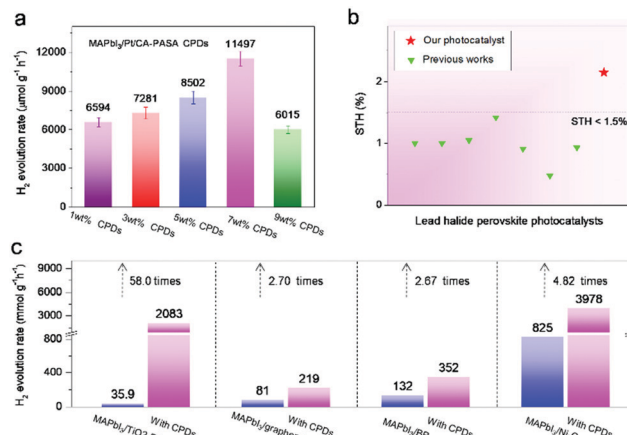 a
MAPbI₃/Pt/CA-PASA CPDs
H₂ evolution rate (μmol g⁻¹h⁻¹)
15000
12000
9000
6000
3000
0
6594
7281
8502
11497
6015
1wt% CPDs
3wt% CPDs
5wt% CPDs
7wt% CPDs
9wt% CPDs
b
STH (%)
2
1
0
Our photocatalyst
Previous works
STH < 1.5%
Lead halide perovskite photocatalysts
c
H₂ evolution rate (mmol g⁻¹h⁻¹)
9000
6000
3000
800
400
0
58.0 times
2.70 times
2.67 times
4.82 times
35.9
2083
81
219
132
352
825
3978
With CPDs
With CPDs
With CPDs
With CPDs